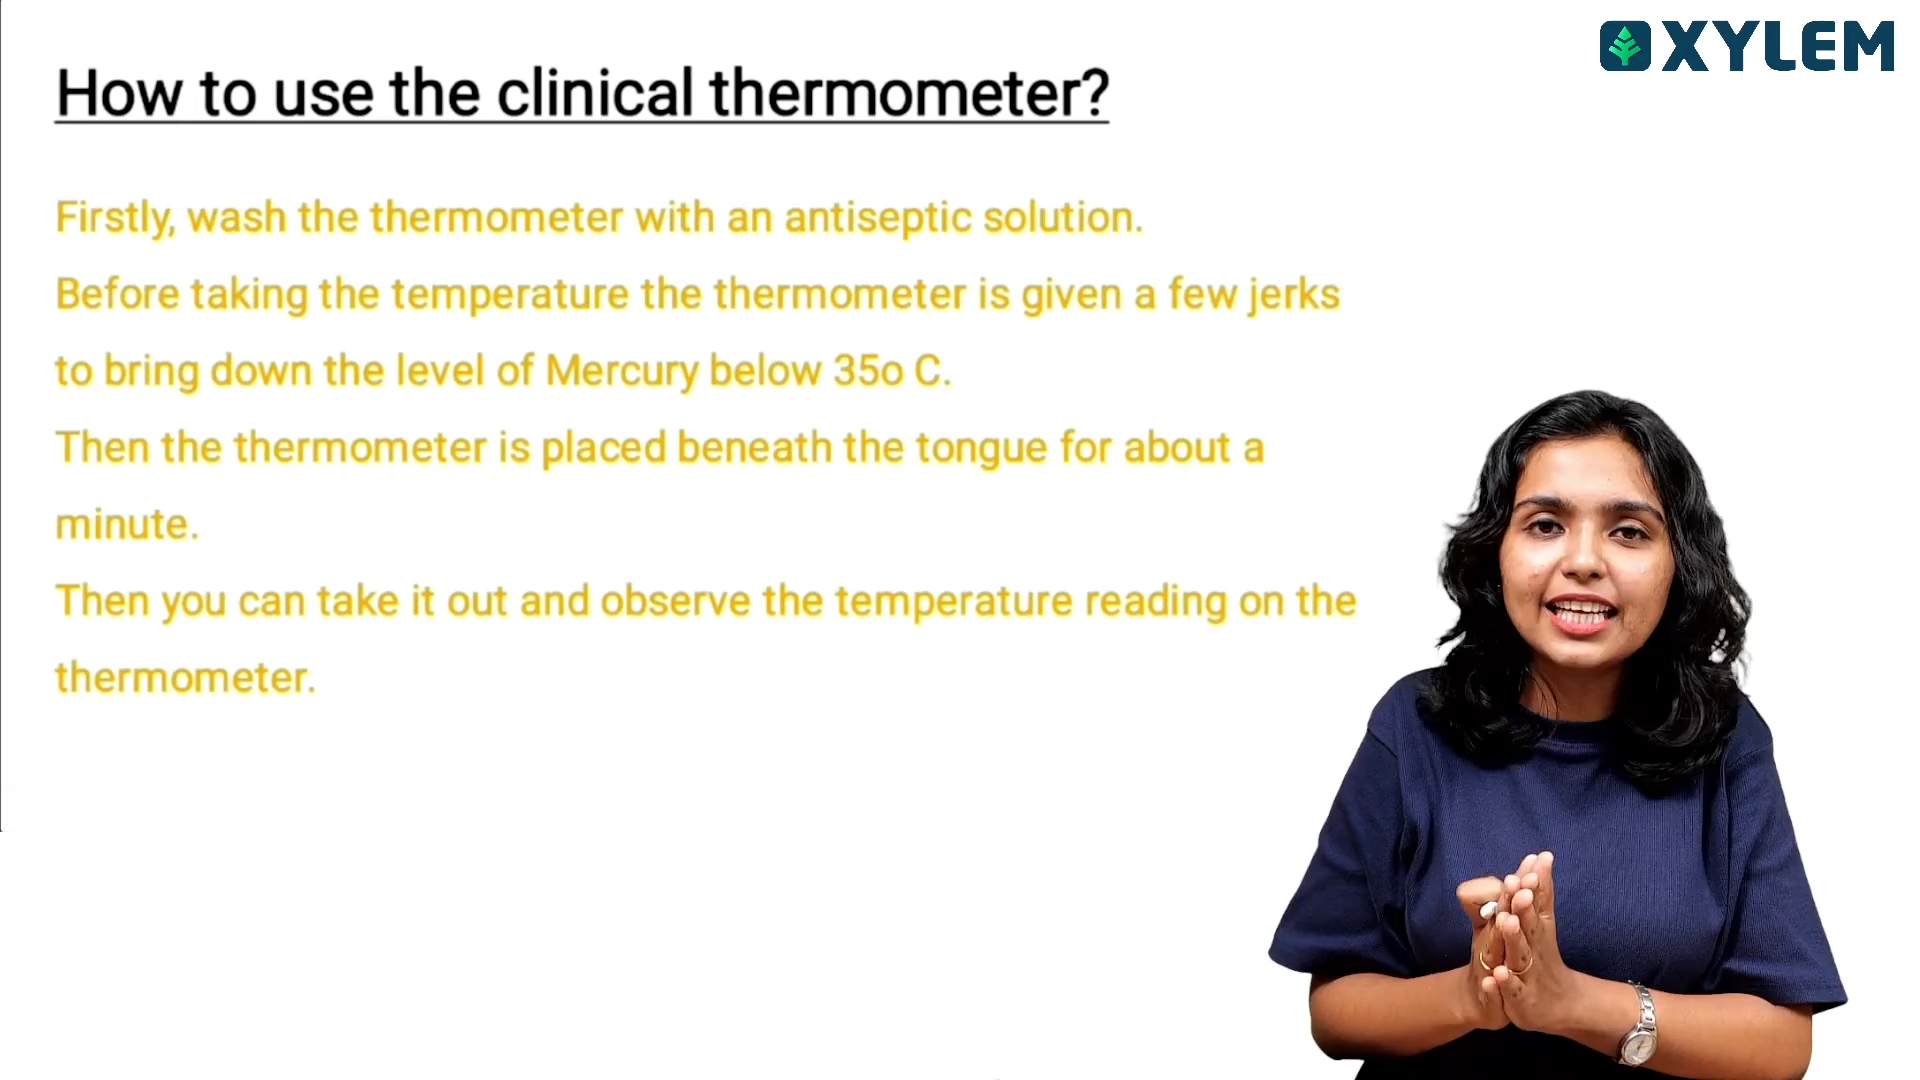 XYLEM
How to use the clinical thermometer?
Firstly, wash the thermometer with an antiseptic solution.
Before taking the temperature the thermometer is given a few jerks
to bring down the level of Mercury below 35o C.
Then the thermometer is placed beneath the tongue for about a
minute.
Then you can take it out and observe the temperature reading on the
thermometer.